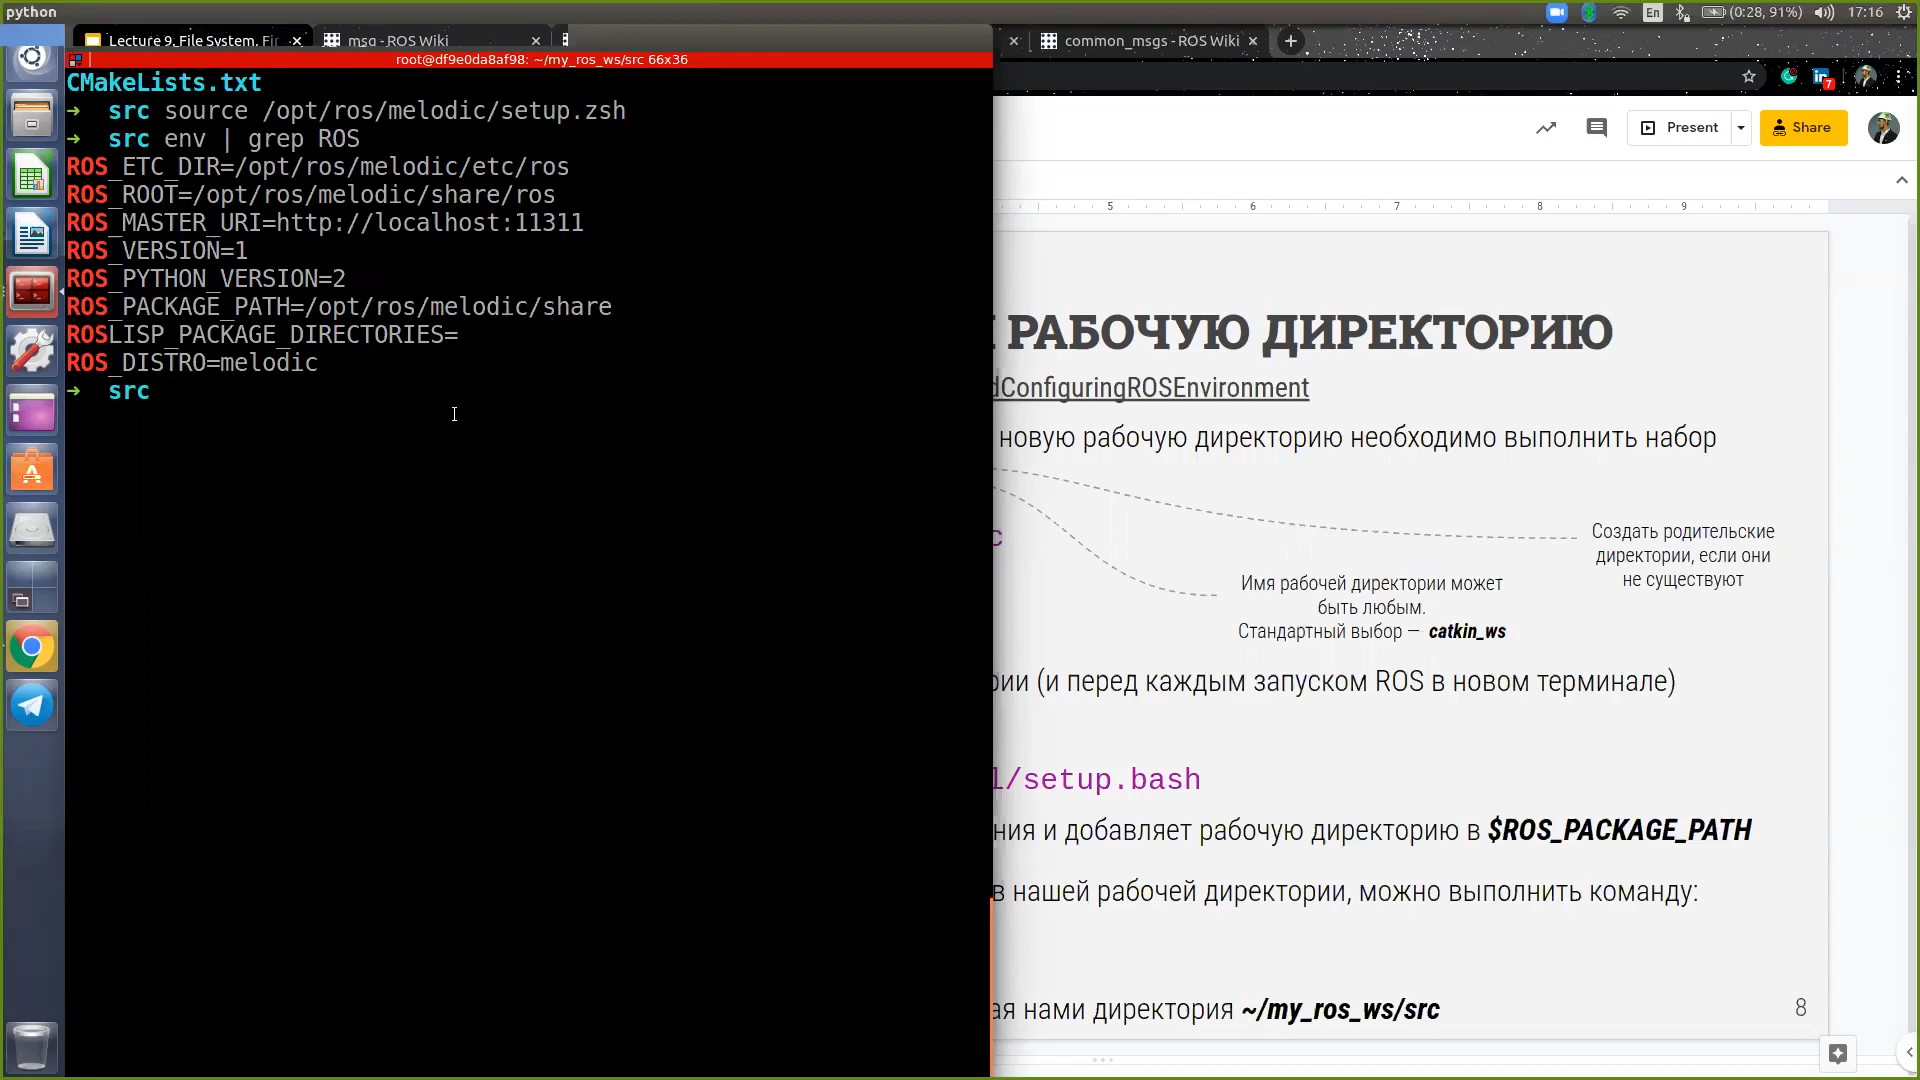 python
(0:28, 91%)
En
17:16
Lecture 9. File System. Fir
msg - ROS Wiki
common_msgs - ROS Wiki
root@df9e0da8af98: ~/my_ros_ws/src 66x36
CMakeLists.txt
➜ src source /opt/ros/melodic/setup.zsh
➜ src env | grep ROS
ROS_ETC_DIR=/opt/ros/melodic/etc/ros
ROS_ROOT=/opt/ros/melodic/share/ros
ROS_MASTER_URI=http://localhost:11311
ROS_VERSION=1
ROS_PYTHON_VERSION=2
ROS_PACKAGE_PATH=/opt/ros/melodic/share
ROSLISP_PACKAGE_DIRECTORIES=
ROS_DISTRO=melodic
➜ src
7
Present
Share
5 6 7 8 9
РАБОЧУЮ ДИРЕКТОРИЮ
dConfiguringROSEnvironment
новую рабочую директорию необходимо выполнить набор
c
Создать родительские
директории, если они
не существуют
Имя рабочей директории может
быть любым.
Стандартный выбор — catkin_ws
рии (и перед каждым запуском ROS в новом терминале)
l/setup.bash
ния и добавляет рабочую директорию в $ROS_PACKAGE_PATH
в нашей рабочей директории, можно выполнить команду:
ая нами директория ~/my_ros_ws/src
8